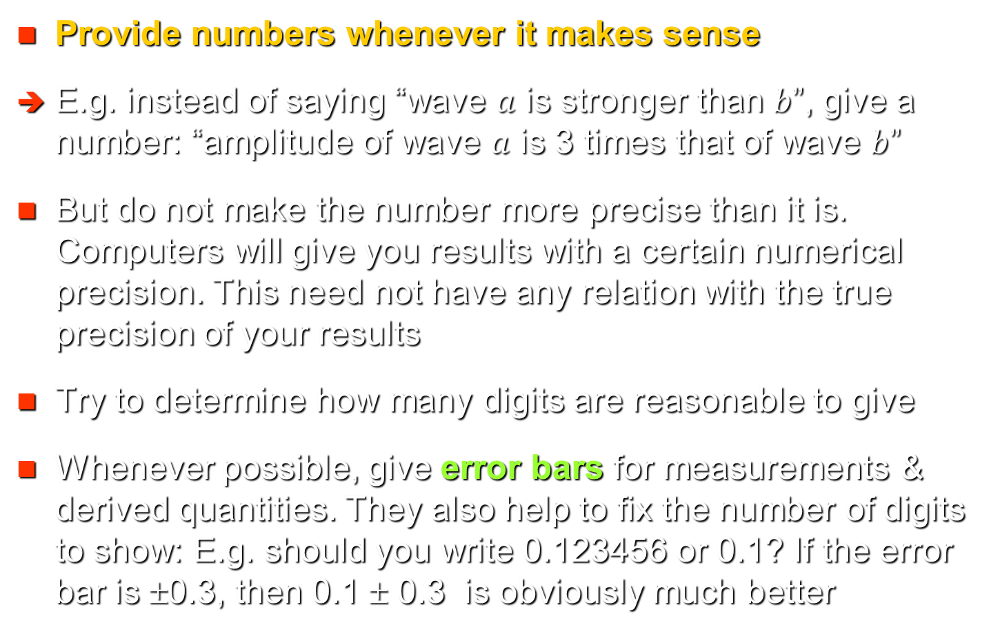 Provide numbers whenever it makes sense
E.g. instead of saying “wave a is stronger than b”, give a
number: “amplitude of wave a is 3 times that of wave b”
But do not make the number more precise than it is.
Computers will give you results with a certain numerical
precision. This need not have any relation with the true
precision of your results
Try to determine how many digits are reasonable to give
Whenever possible, give error bars for measurements &
derived quantities. They also help to fix the number of digits
to show: E.g. should you write 0.123456 or 0.1? If the error
bar is ±0.3, then 0.1 ± 0.3 is obviously much better